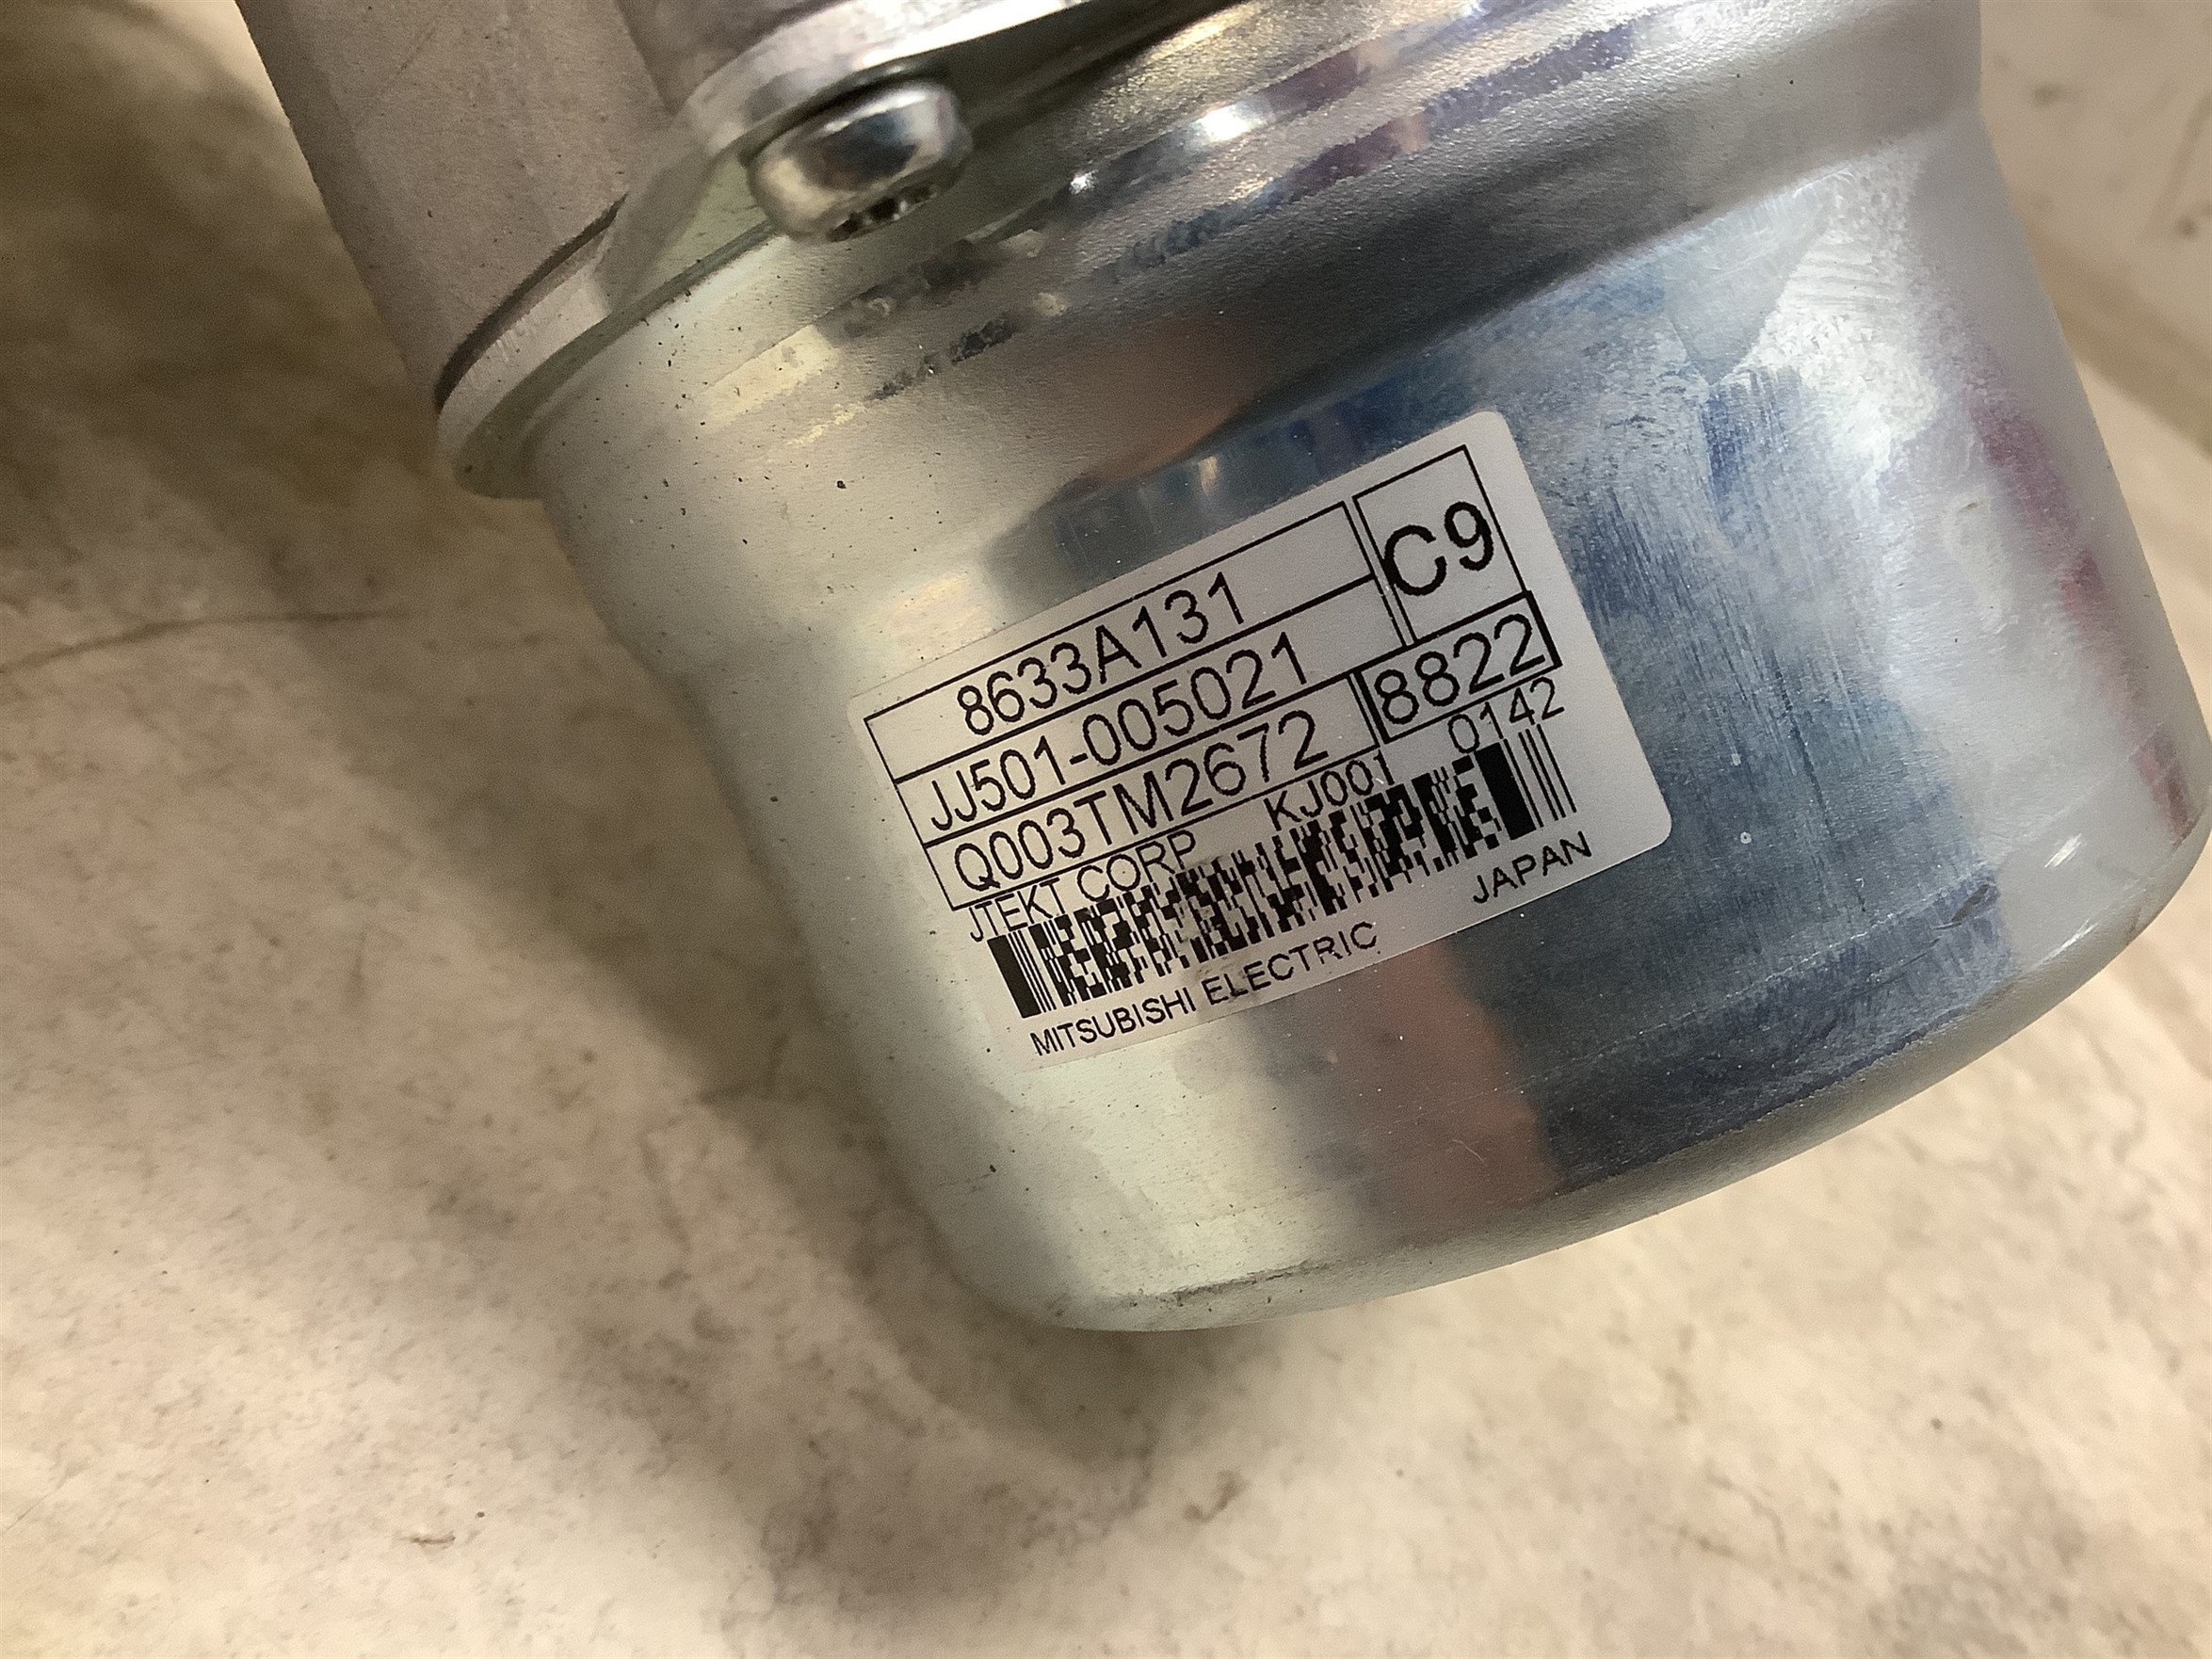 8633A131 C9
JJ501-005021
Q003TM2672 8822
JTEKT CORP KJ001 0142
MITSUBISHI ELECTRIC JAPAN